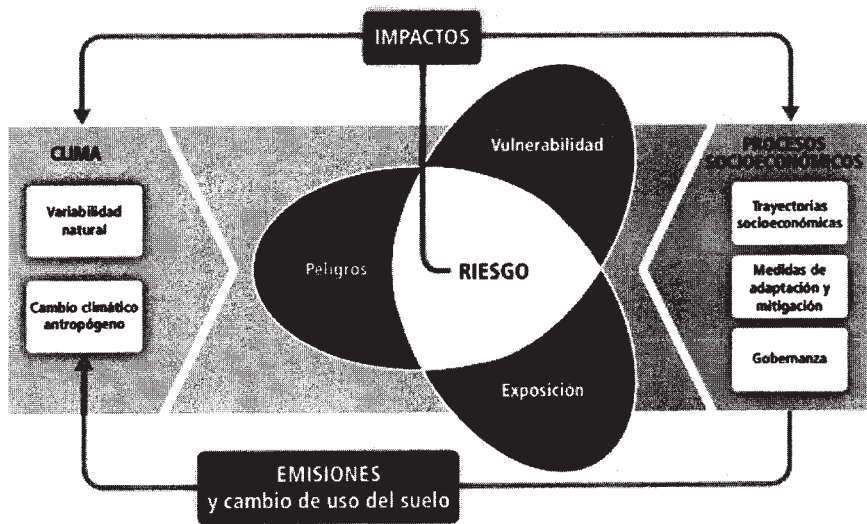 IMPACTOS
CLIMA
Variabilidad
natural
Cambio climático
antropógeno
Vulnerabilidad
Peligros
RIESGO
Exposición
PROCESOS
SOCIOECONÓMICOS
Trayectorias
socioeconómicas
Medidas de
adaptación y
mitigación
Gobernanza
EMISIONES
y cambio de uso del suelo